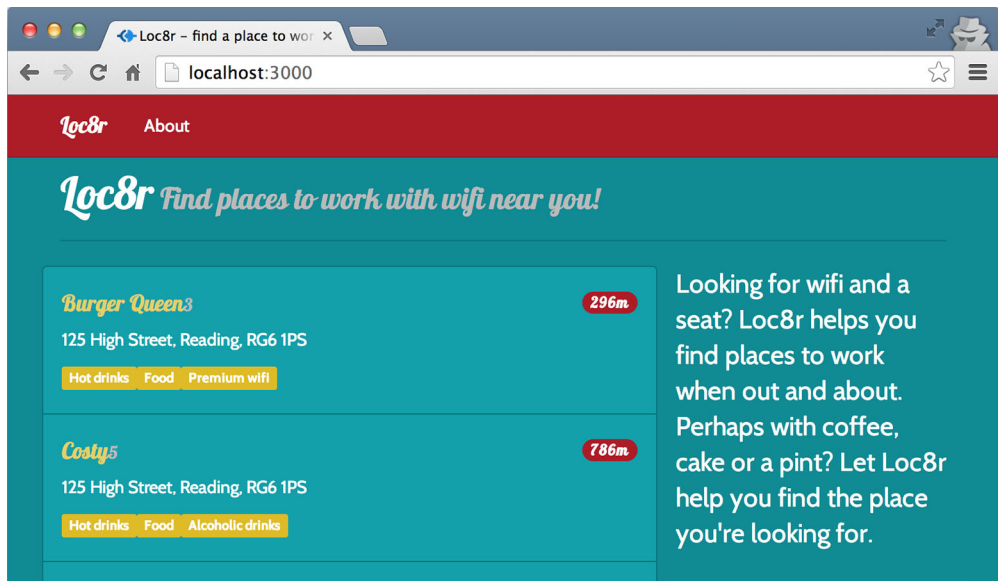 Loc8r – find a place to wor
localhost:3000
Loc8r About
Loc8r Find places to work with wifi near you!
Burger Queen3 296m
125 High Street, Reading, RG6 1PS
Hot drinks Food Premium wifi
Costy5 786m
125 High Street, Reading, RG6 1PS
Hot drinks Food Alcoholic drinks
Looking for wifi and a
seat? Loc8r helps you
find places to work
when out and about.
Perhaps with coffee,
cake or a pint? Let Loc8r
help you find the place
you're looking for.